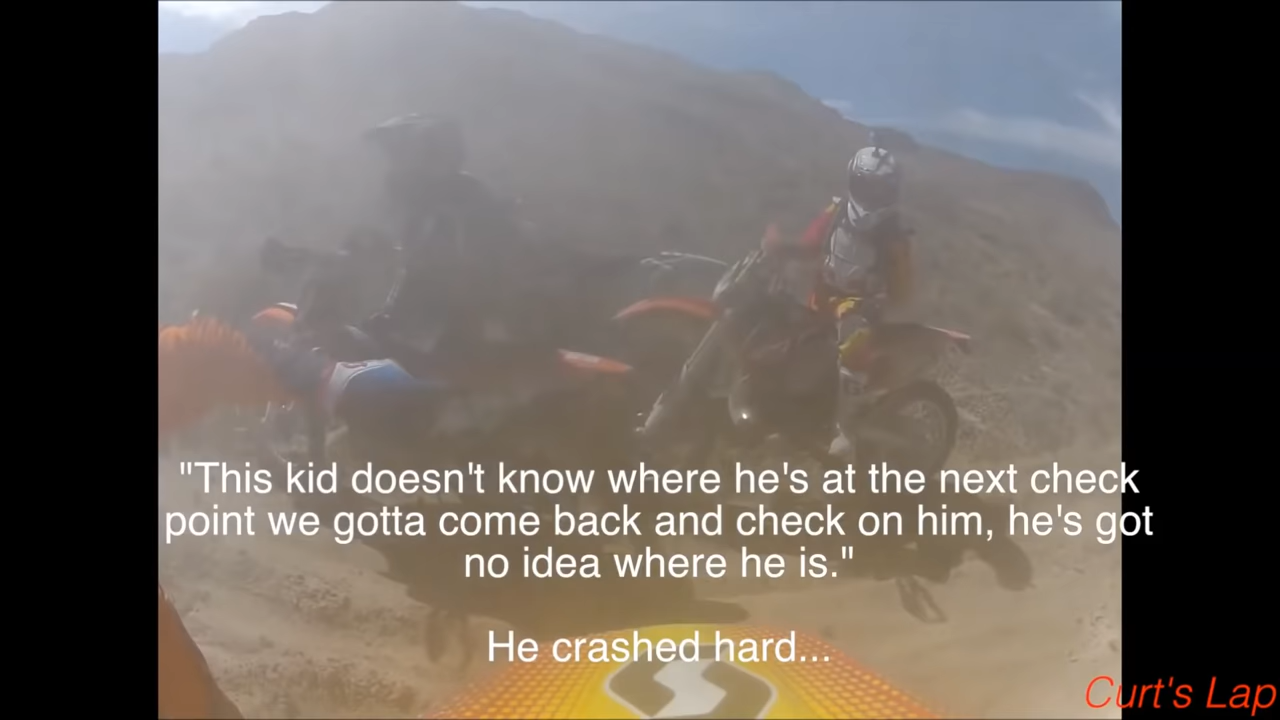 "This kid doesn't know where he's at the next check
point we gotta come back and check on him, he's got
no idea where he is."
He crashed hard...
Curt's Lap